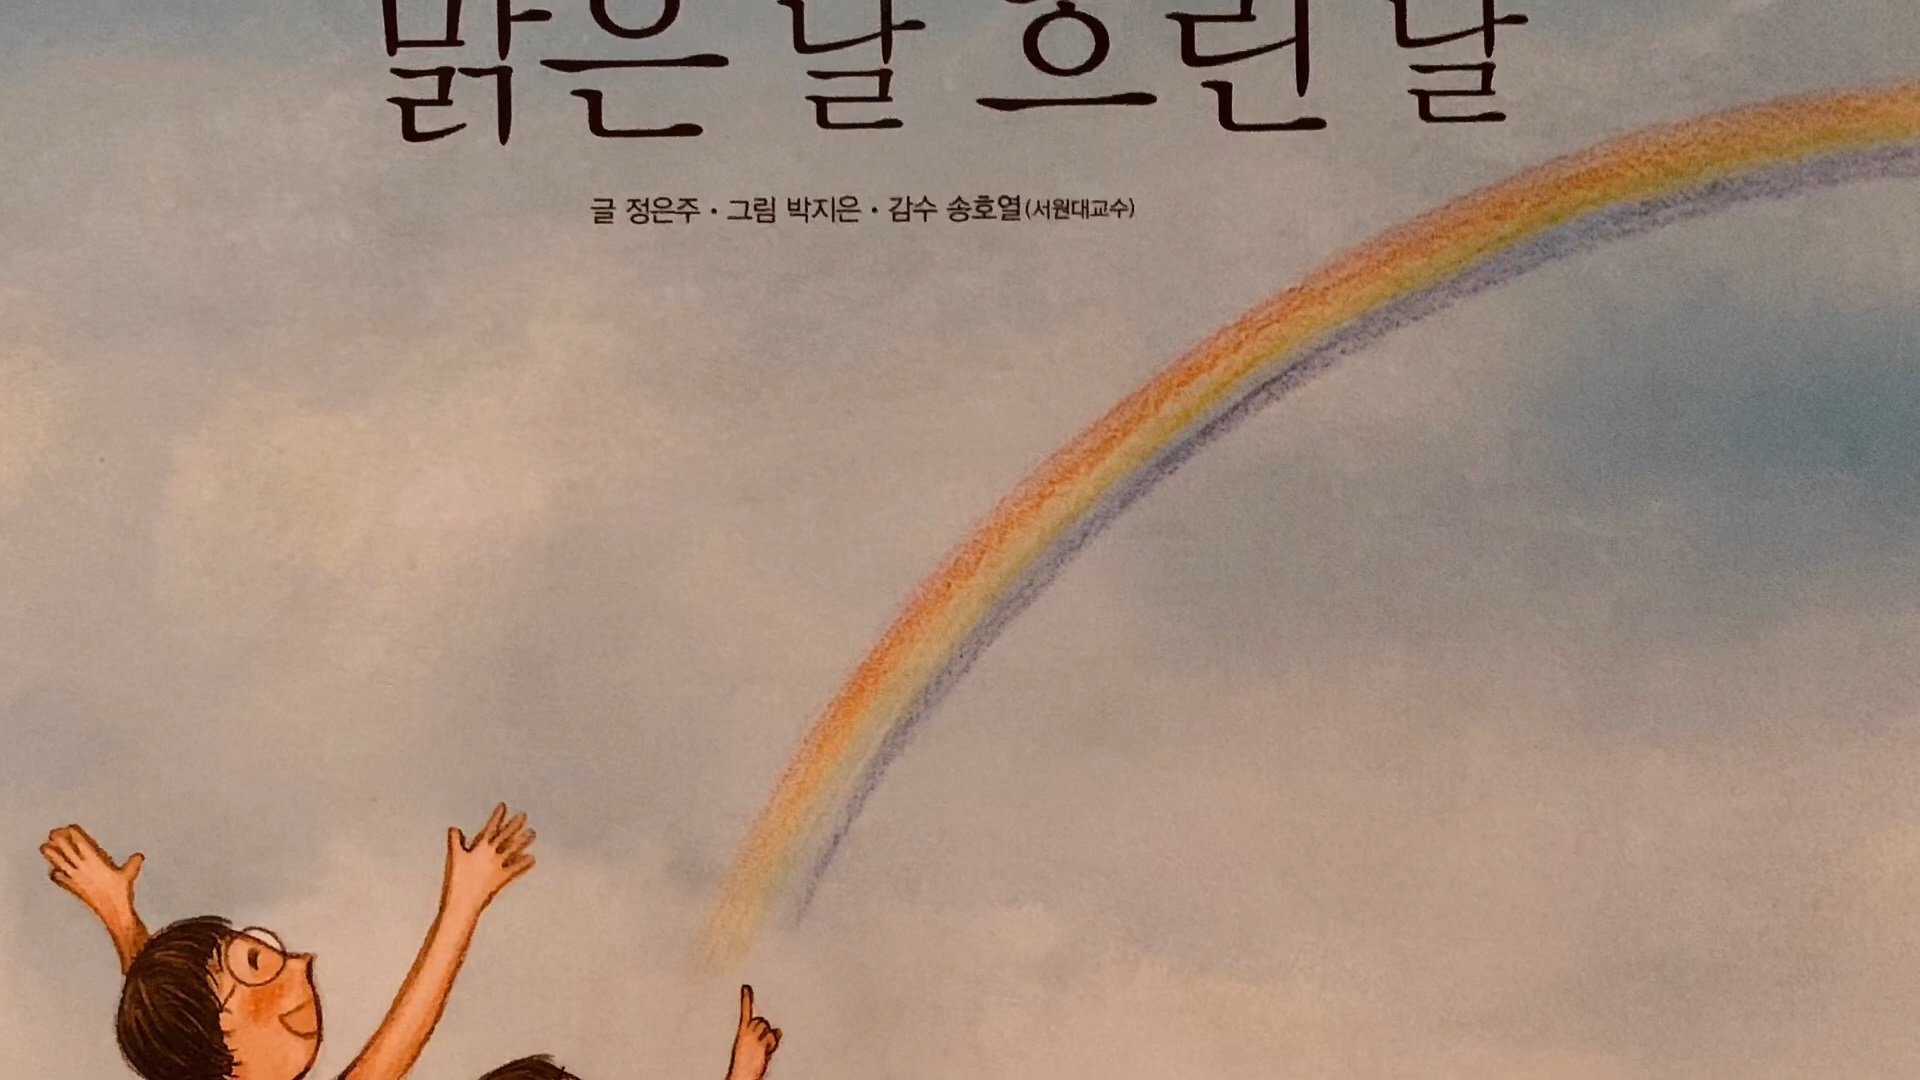 맑은 날 흐린 날
글 정은주 · 그림 박지은 · 감수 송호열(서원대교수)